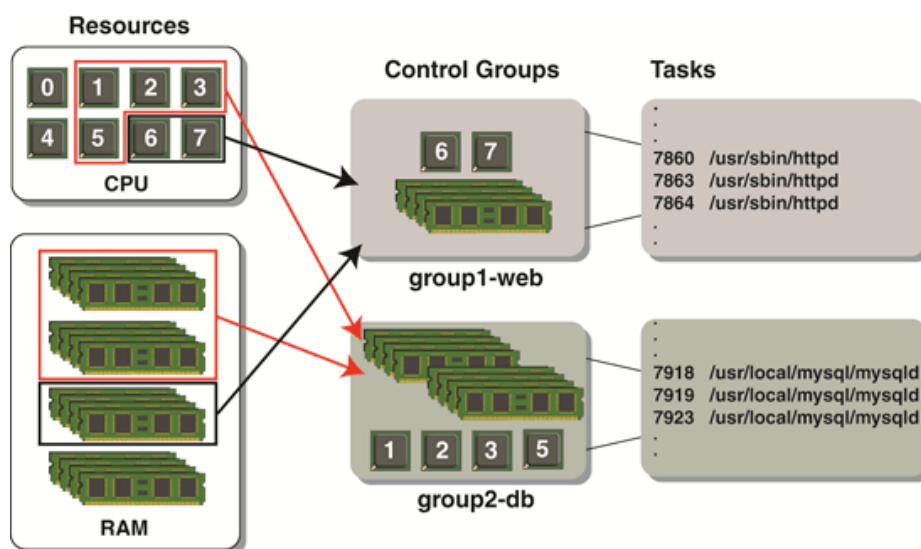 Resources
0 1 2 3
4 5 6 7
CPU
RAM
Control Groups
6 7
group1-web
1 2 3 5
group2-db
Tasks
.
.
7860 /usr/sbin/httpd
7863 /usr/sbin/httpd
7864 /usr/sbin/httpd
.
.
.
.
7918 /usr/local/mysql/mysqld
7919 /usr/local/mysql/mysqld
7923 /usr/local/mysql/mysqld
.
.